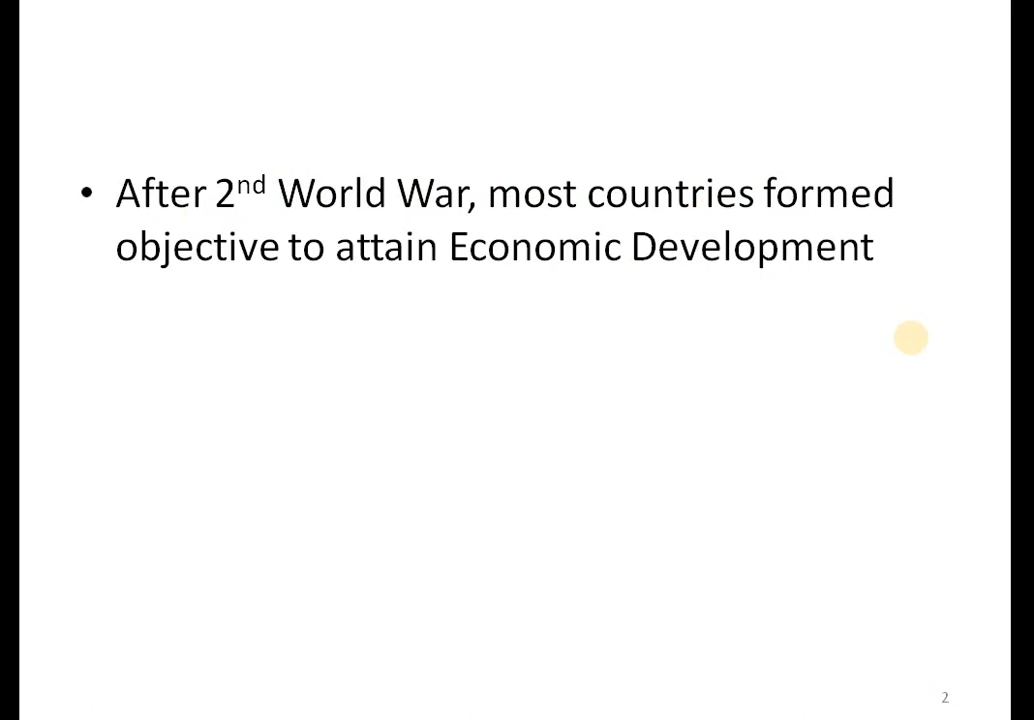 • After 2nd World War, most countries formed
objective to attain Economic Development
2